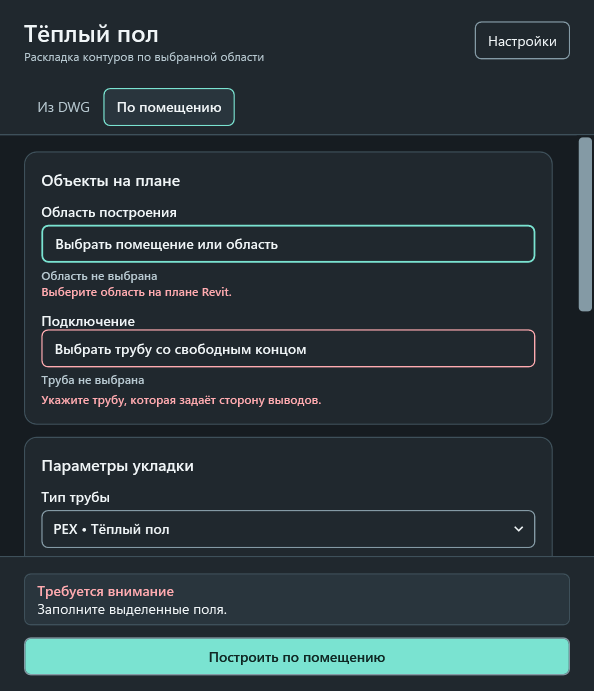 Тёплый пол
Раскладка контуров по выбранной области
Настройки
Из DWG
По помещению
Объекты на плане
Область построения
Выбрать помещение или область
Область не выбрана
Выберите область на плане Revit.
Подключение
Выбрать трубу со свободным концом
Труба не выбрана
Укажите трубу, которая задаёт сторону выводов.
Параметры укладки
Тип трубы
PEX • Тёплый пол
Требуется внимание
Заполните выделенные поля.
Построить по помещению